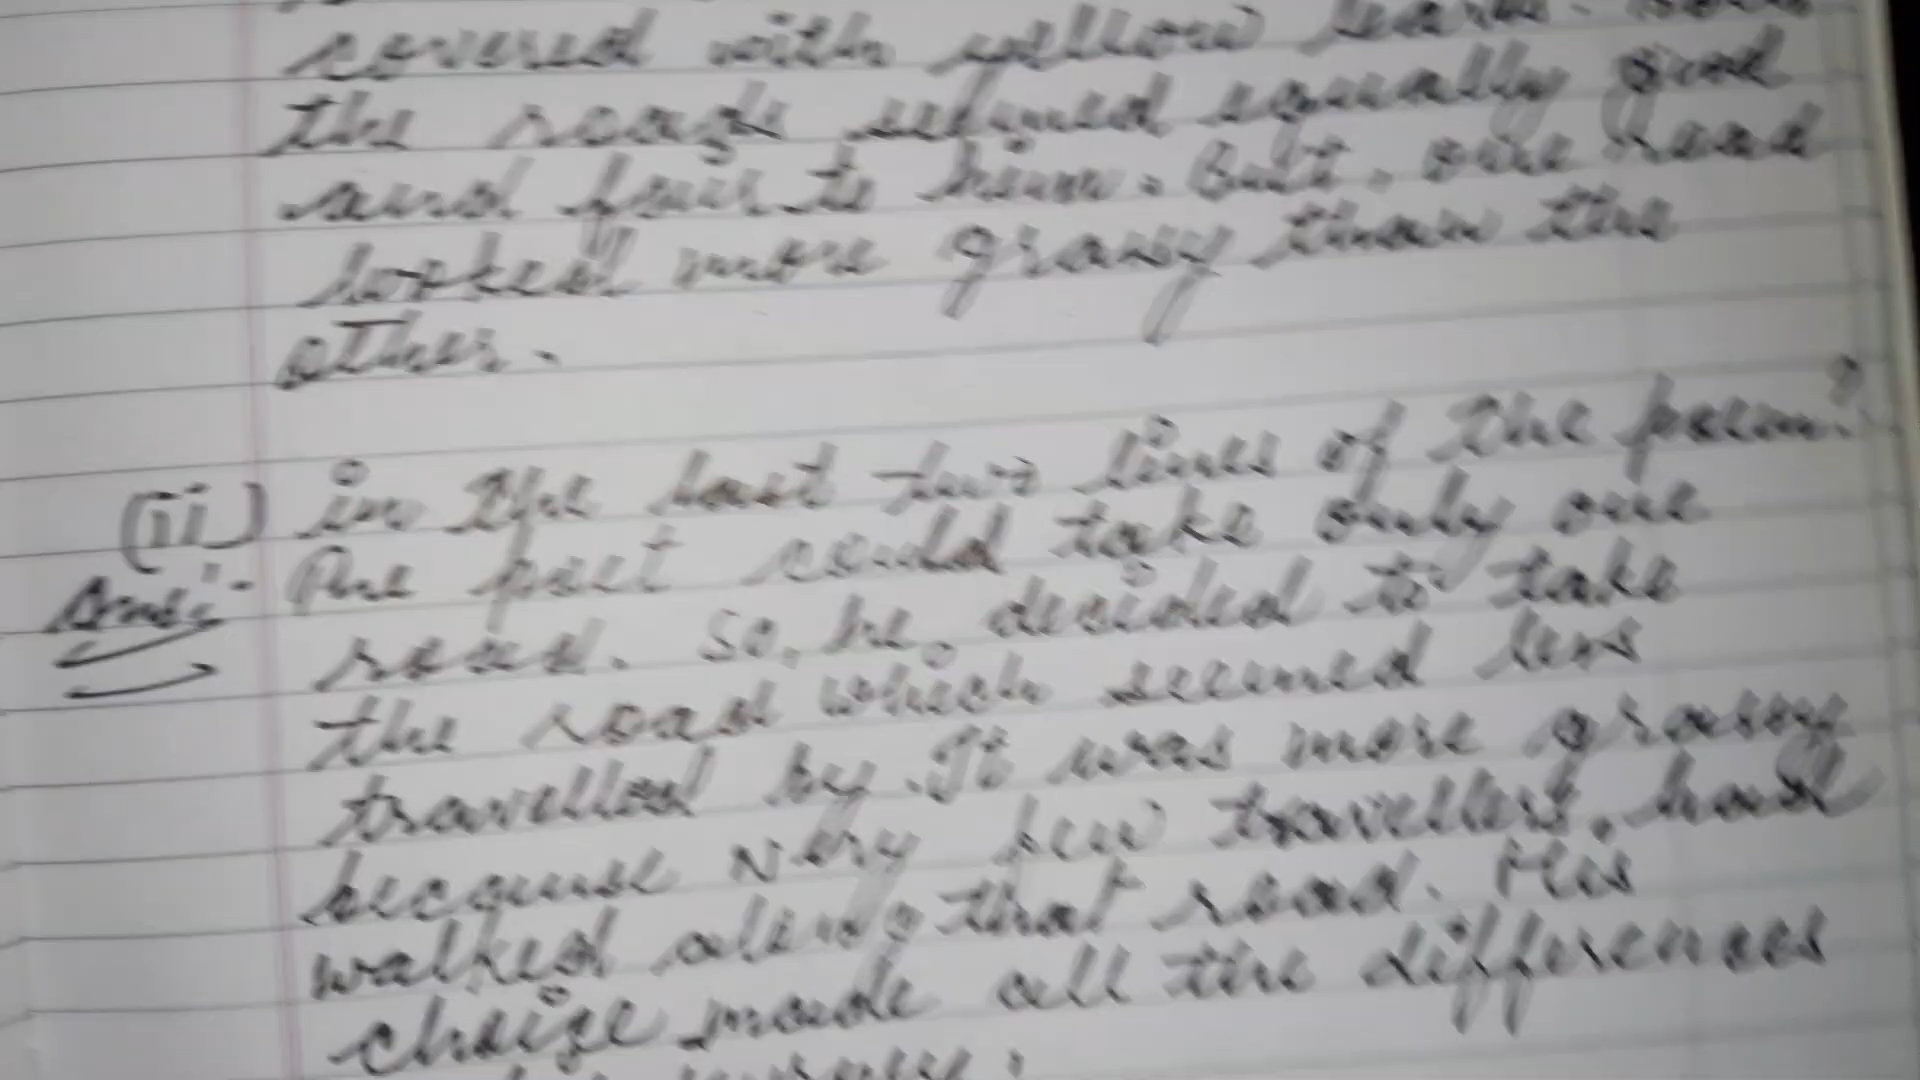 covered with yellow leaves. Both
the roads seemed equally good
and fair to him. But, one road
looked more grassy than the
other.
(ii) in the last two lines of the poem?
Ans:- The poet could take only one
road. So, he decided to take
the road which seemed less
travelled by. It was more grassy
because very few travellers had
walked along that road. His
choice made all the differences